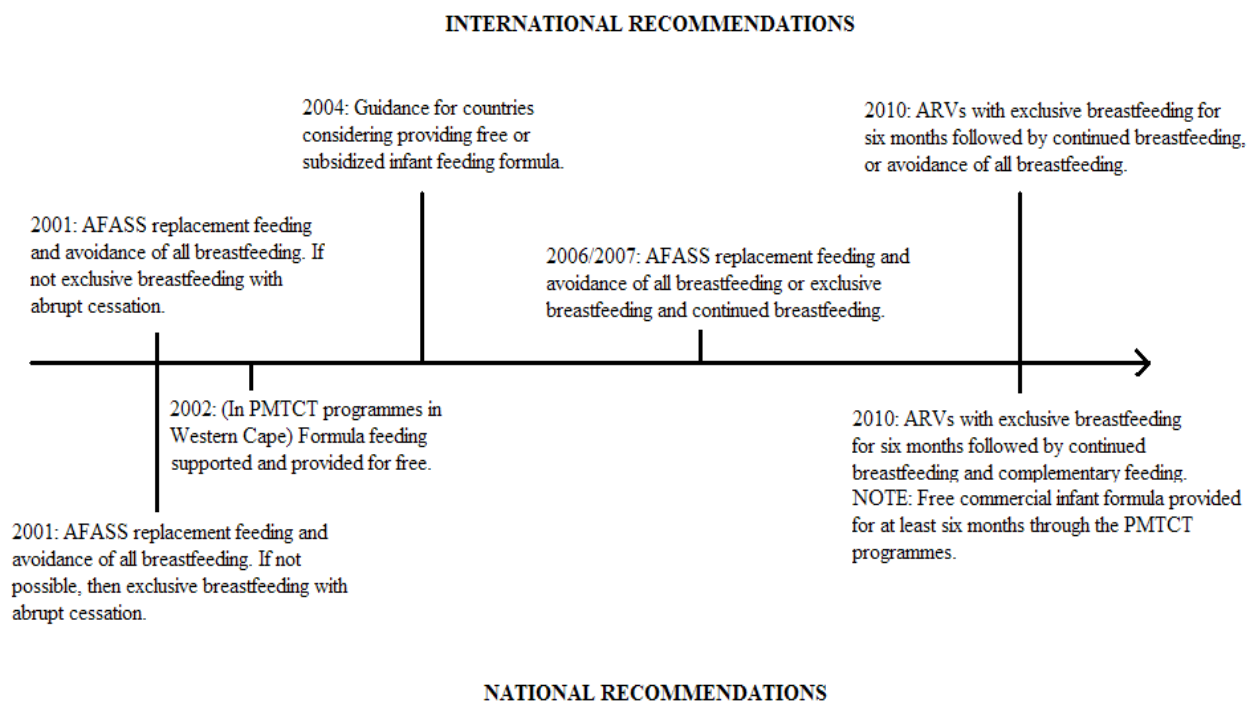 INTERNATIONAL RECOMMENDATIONS
2004: Guidance for countries
considering providing free or
subsidized infant feeding formula.
2010: ARVs with exclusive breastfeeding for
six months followed by continued breastfeeding,
or avoidance of all breastfeeding.
2001: AFASS replacement feeding
and avoidance of all breastfeeding. If
not exclusive breastfeeding with
abrupt cessation.
2006/2007: AFASS replacement feeding and
avoidance of all breastfeeding or exclusive
breastfeeding and continued breastfeeding.
2002: (In PMTCT programmes in
Western Cape) Formula feeding
supported and provided for free.
2010: ARVs with exclusive breastfeeding
for six months followed by continued
breastfeeding and complementary feeding.
NOTE: Free commercial infant formula provided
for at least six months through the PMTCT
programmes.
2001: AFASS replacement feeding and
avoidance of all breastfeeding. If not
possible, then exclusive breastfeeding with
abrupt cessation.
NATIONAL RECOMMENDATIONS